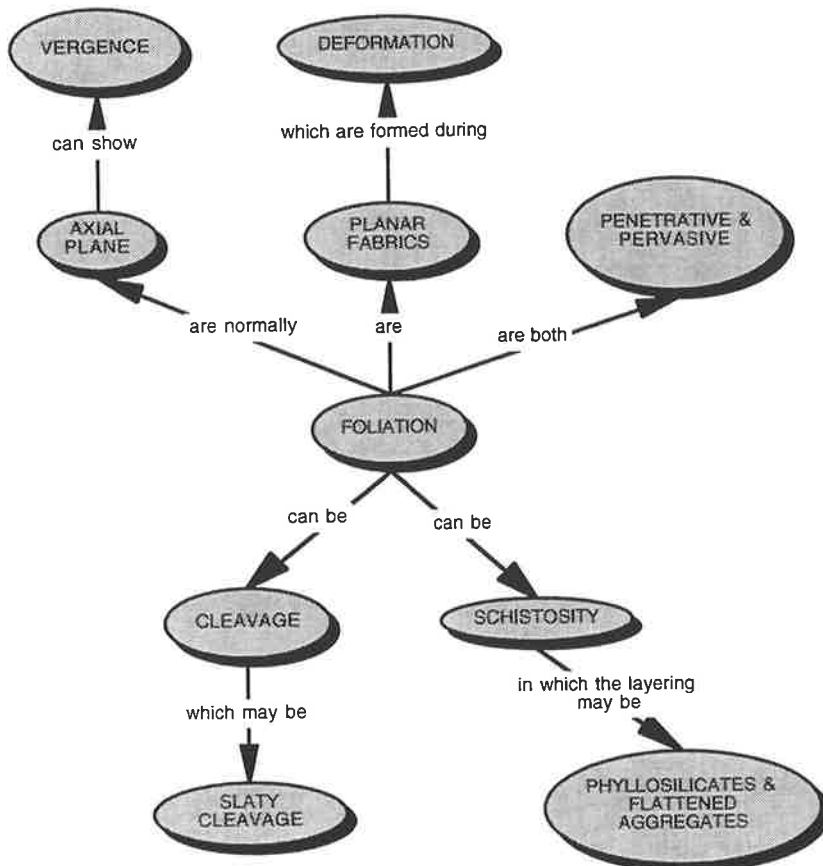 VERGENCE
DEFORMATION
can show
which are formed during
AXIAL
PLANE
PLANAR
FABRICS
PENETRATIVE &
PERVASIVE
are normally
are
are both
FOLIATION
can be
can be
CLEAVAGE
SCHISTOSITY
which may be
in which the layering
may be
SLATY
CLEAVAGE
PHYLLOSILICATES &
FLATTENED
AGGREGATES